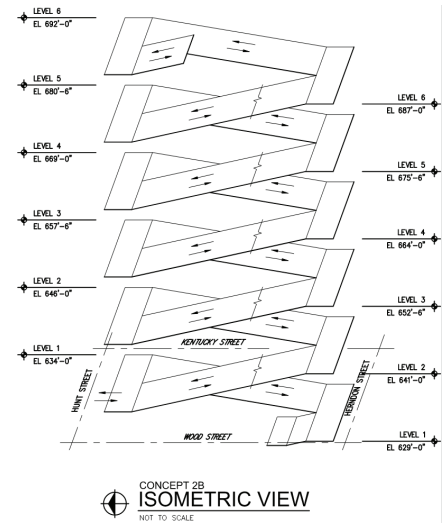 LEVEL 6
EL 692'-0"
LEVEL 5
EL 680'-6"
LEVEL 6
EL 687'-0"
LEVEL 4
EL 669'-0"
LEVEL 5
EL 675'-6"
LEVEL 3
EL 657'-6"
LEVEL 4
EL 664'-0"
LEVEL 2
EL 646'-0"
LEVEL 3
EL 652'-6"
KENTUCKY STREET
LEVEL 1
EL 634'-0"
LEVEL 2
EL 641'-0"
HUNT STREET
HERNDON STREET
WOOD STREET
LEVEL 1
EL 629'-0"
CONCEPT 2B
ISOMETRIC VIEW
NOT TO SCALE